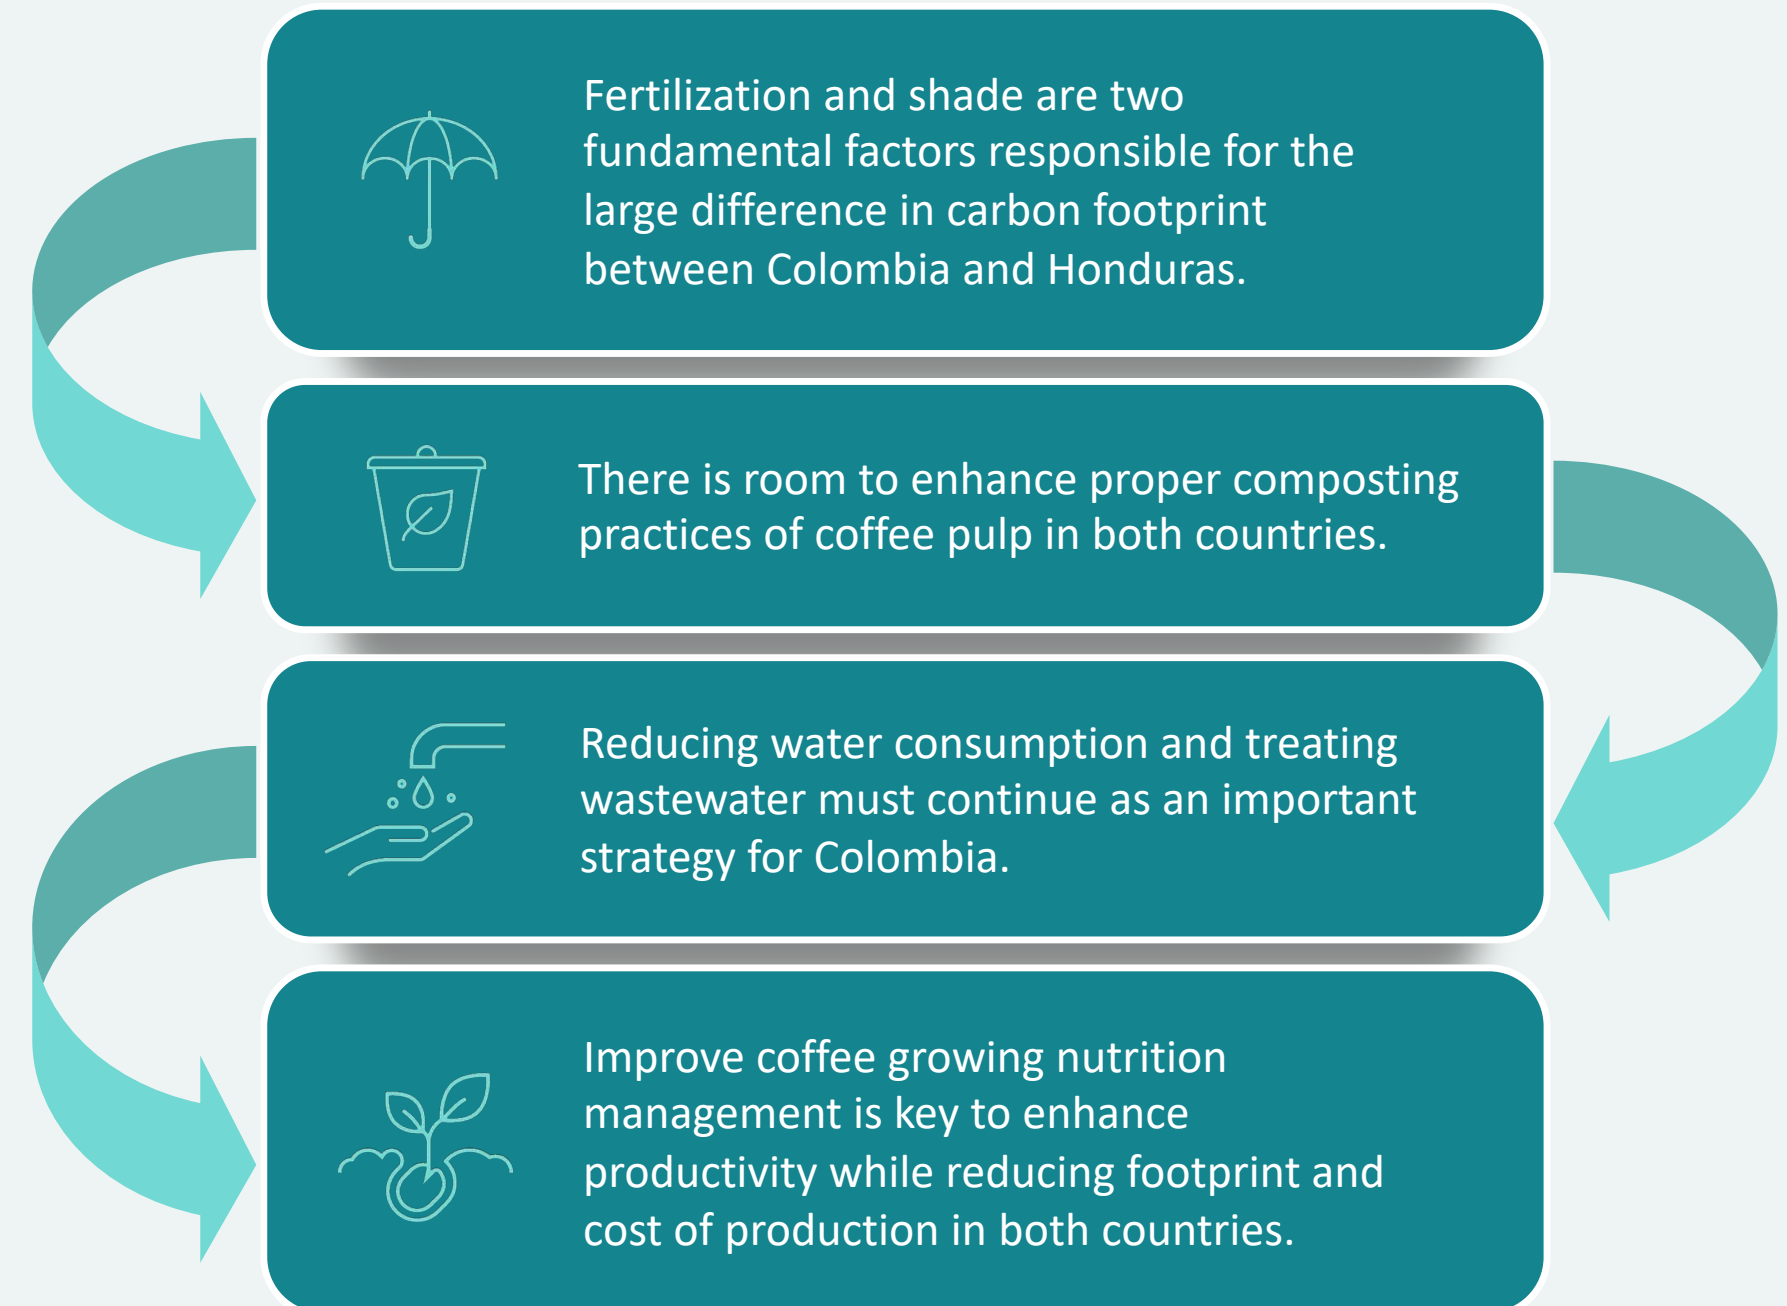 Fertilization and shade are two
fundamental factors responsible for the
large difference in carbon footprint
between Colombia and Honduras.
There is room to enhance proper composting
practices of coffee pulp in both countries.
Reducing water consumption and treating
wastewater must continue as an important
strategy for Colombia.
Improve coffee growing nutrition
management is key to enhance
productivity while reducing footprint and
cost of production in both countries.